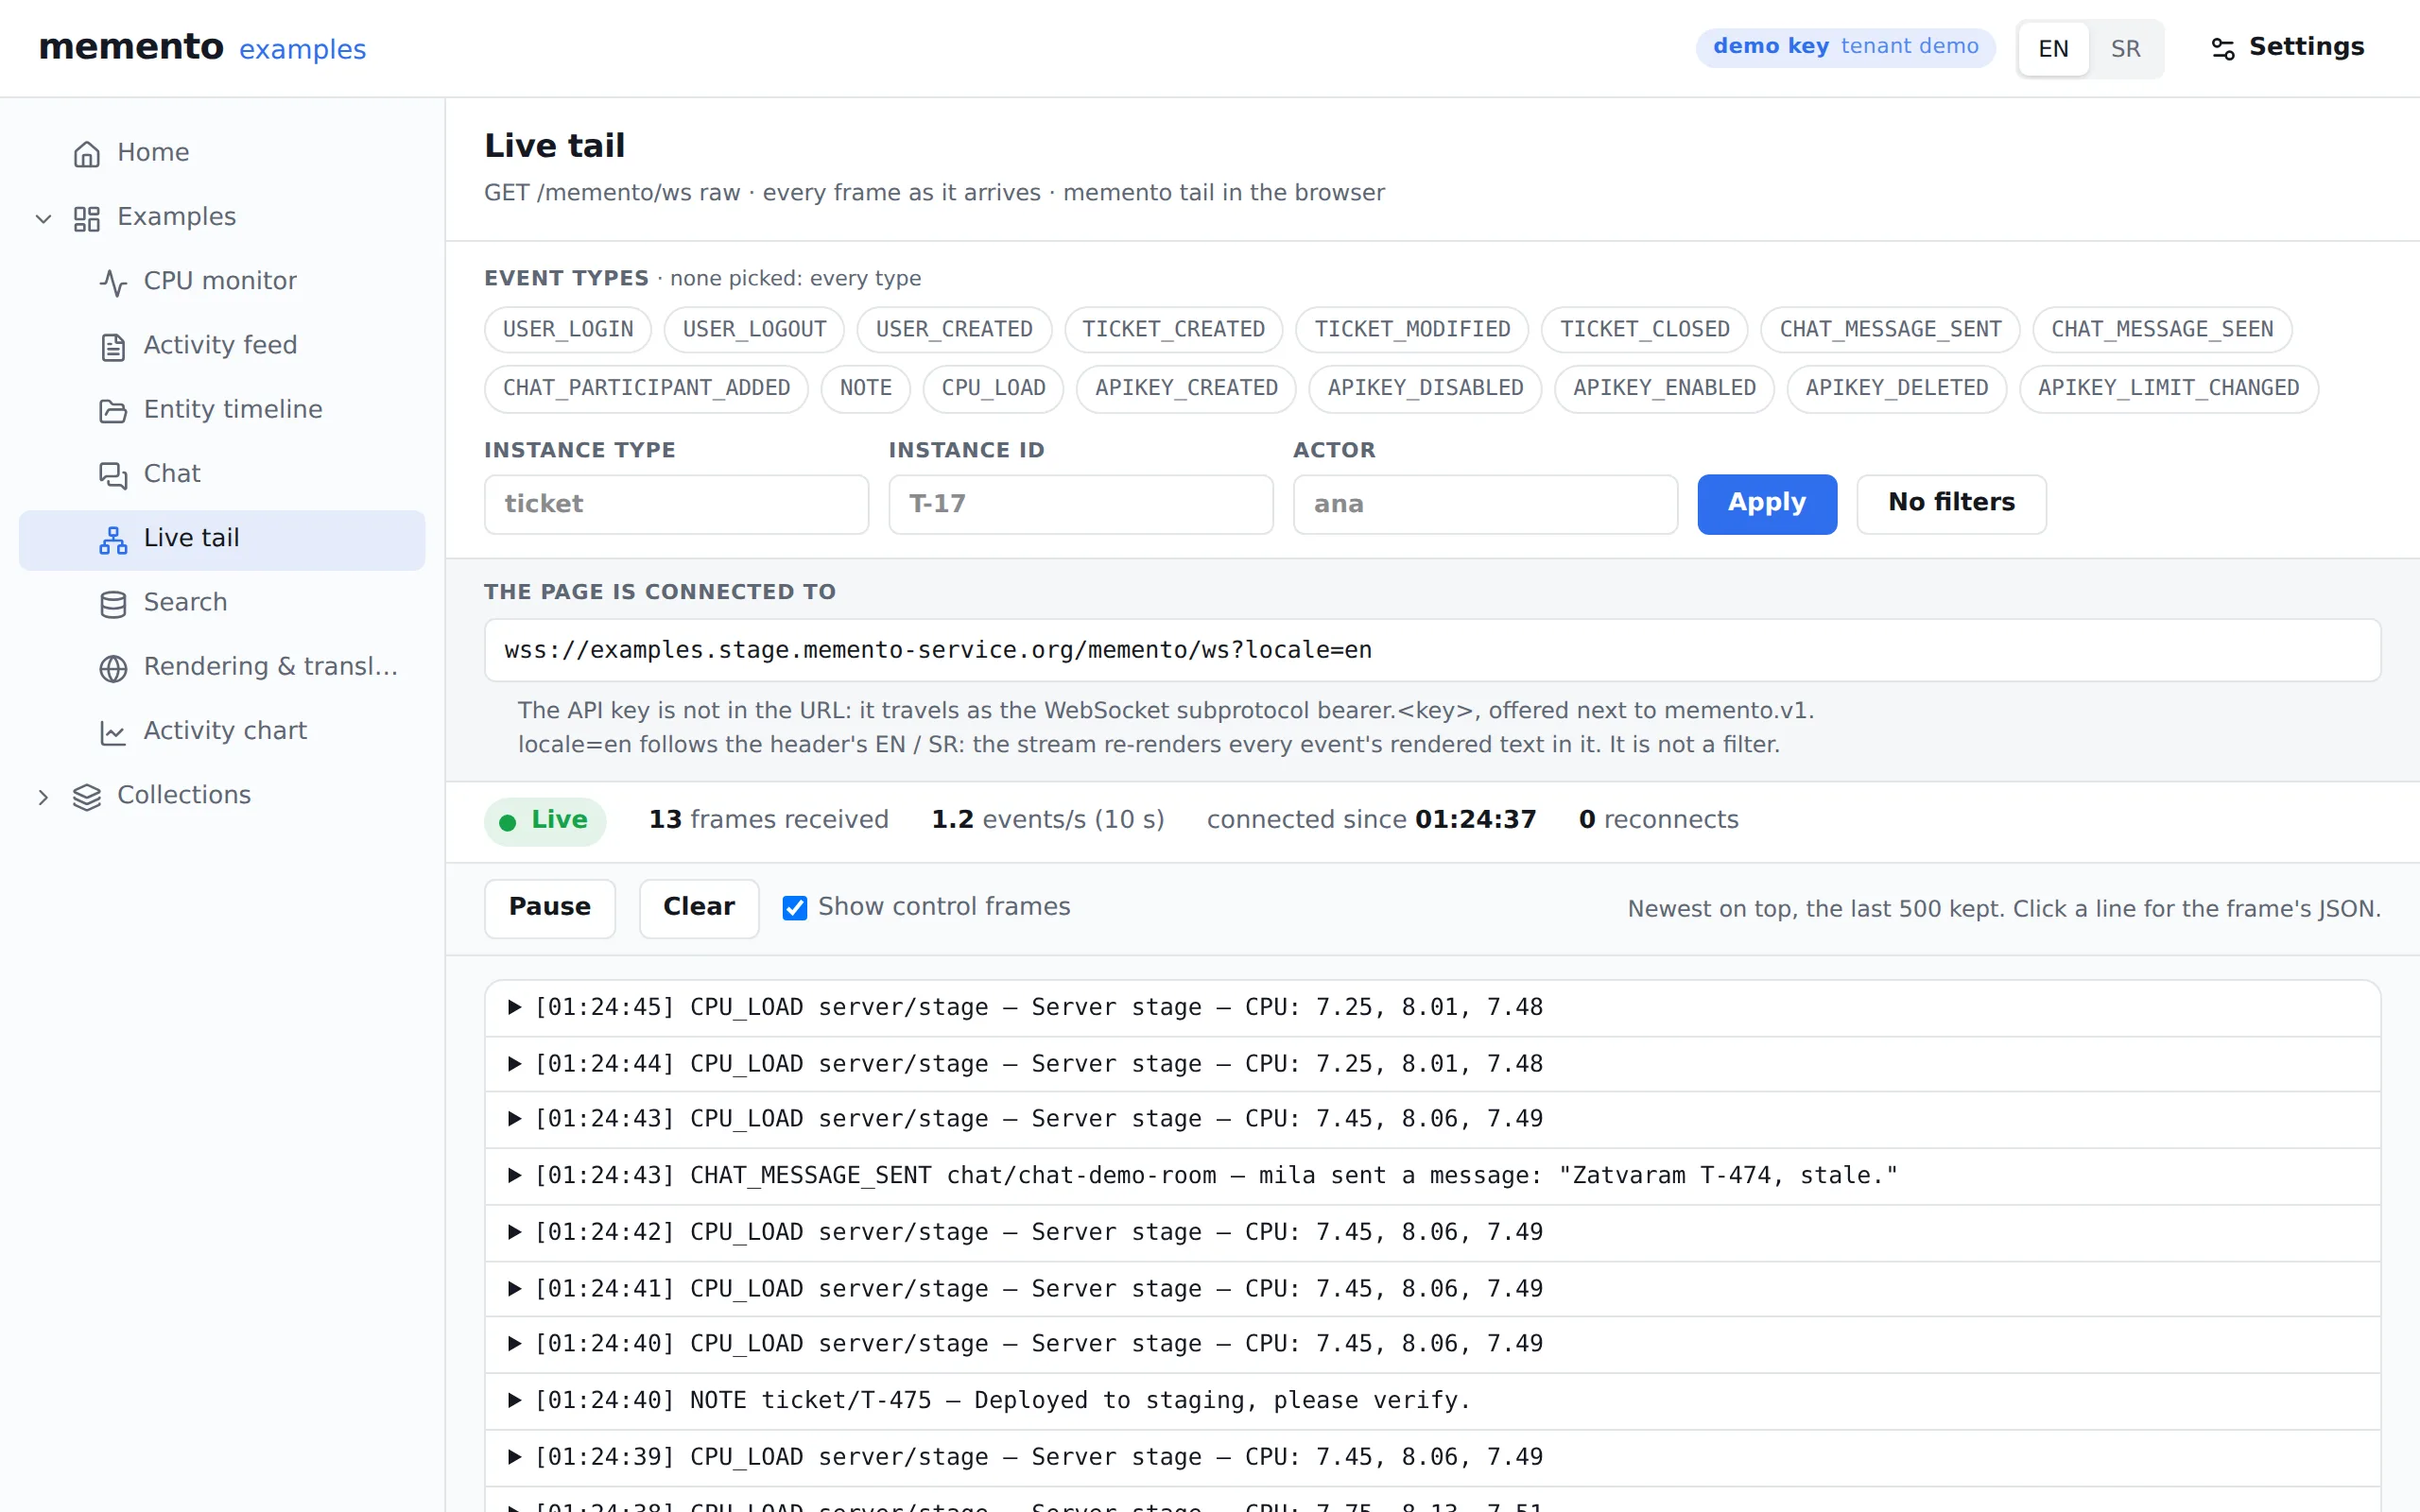 memento examples
demo key tenant demo
EN SR
Settings
Home
Examples
CPU monitor
Activity feed
Entity timeline
Chat
Live tail
Search
Rendering & transl...
Activity chart
Collections
Live tail
GET /memento/ws raw · every frame as it arrives · memento tail in the browser
EVENT TYPES · none picked: every type
USER_LOGIN USER_LOGOUT USER_CREATED TICKET_CREATED TICKET_MODIFIED TICKET_CLOSED CHAT_MESSAGE_SENT CHAT_MESSAGE_SEEN
CHAT_PARTICIPANT_ADDED NOTE CPU_LOAD APIKEY_CREATED APIKEY_DISABLED APIKEY_ENABLED APIKEY_DELETED APIKEY_LIMIT_CHANGED
INSTANCE TYPE INSTANCE ID ACTOR
ticket T-17 ana Apply No filters
THE PAGE IS CONNECTED TO
wss://examples.stage.memento-service.org/memento/ws?locale=en
The API key is not in the URL: it travels as the WebSocket subprotocol bearer.<key>, offered next to memento.v1.
locale=en follows the header's EN / SR: the stream re-renders every event's rendered text in it. It is not a filter.
Live 13 frames received 1.2 events/s (10 s) connected since 01:24:37 0 reconnects
Pause Clear Show control frames Newest on top, the last 500 kept. Click a line for the frame's JSON.
[01:24:45] CPU_LOAD server/stage — Server stage — CPU: 7.25, 8.01, 7.48
[01:24:44] CPU_LOAD server/stage — Server stage — CPU: 7.25, 8.01, 7.48
[01:24:43] CPU_LOAD server/stage — Server stage — CPU: 7.45, 8.06, 7.49
[01:24:43] CHAT_MESSAGE_SENT chat/chat-demo-room — mila sent a message: "Zatvaram T-474, stale."
[01:24:42] CPU_LOAD server/stage — Server stage — CPU: 7.45, 8.06, 7.49
[01:24:41] CPU_LOAD server/stage — Server stage — CPU: 7.45, 8.06, 7.49
[01:24:40] CPU_LOAD server/stage — Server stage — CPU: 7.45, 8.06, 7.49
[01:24:40] NOTE ticket/T-475 — Deployed to staging, please verify.
[01:24:39] CPU_LOAD server/stage — Server stage — CPU: 7.45, 8.06, 7.49
[01:24:38] CPU_LOAD server/stage — Server stage — CPU: 7.75, 8.13, 7.51